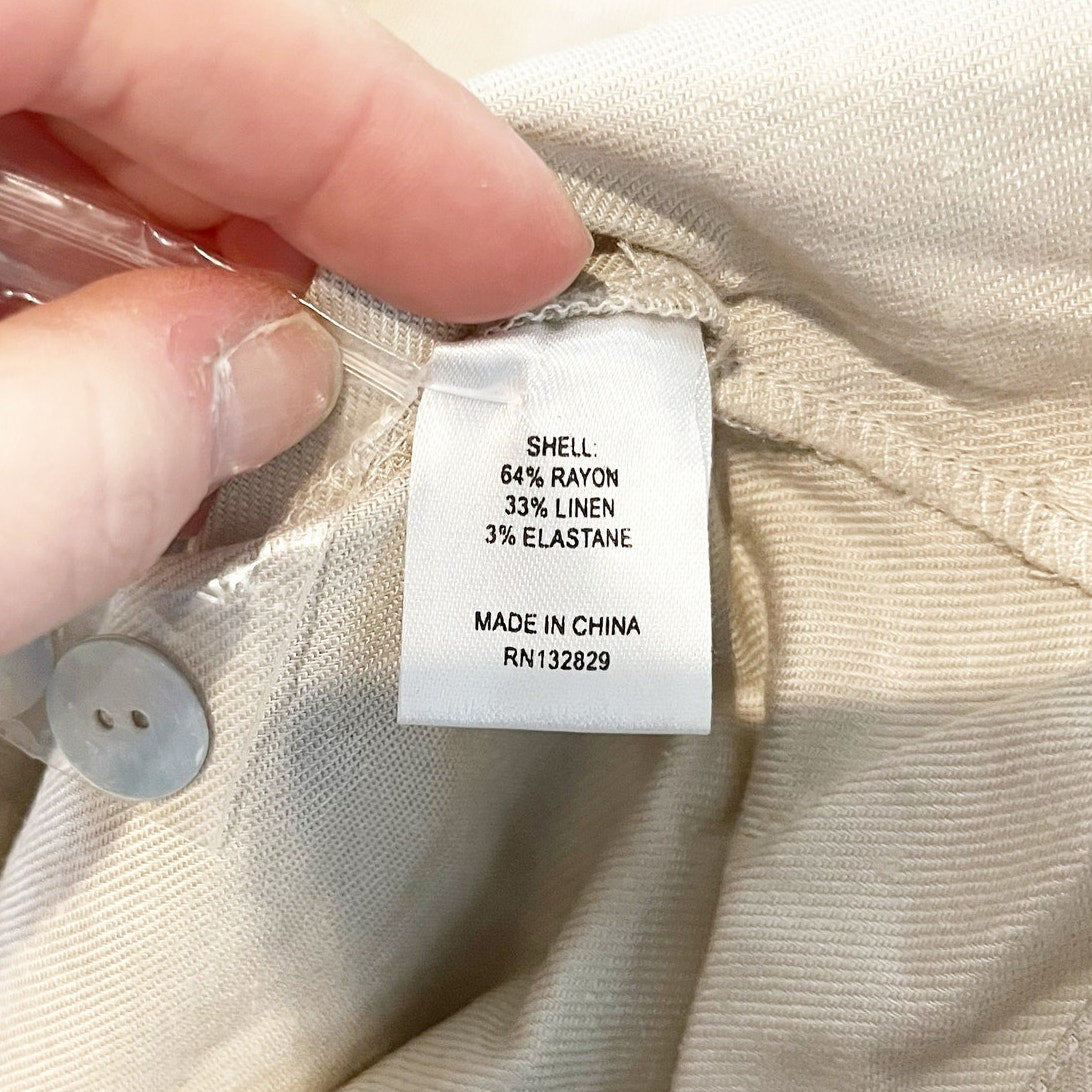 SHELL:
64% RAYON
33% LINEN
3% ELASTANE
MADE IN CHINA
RN132829